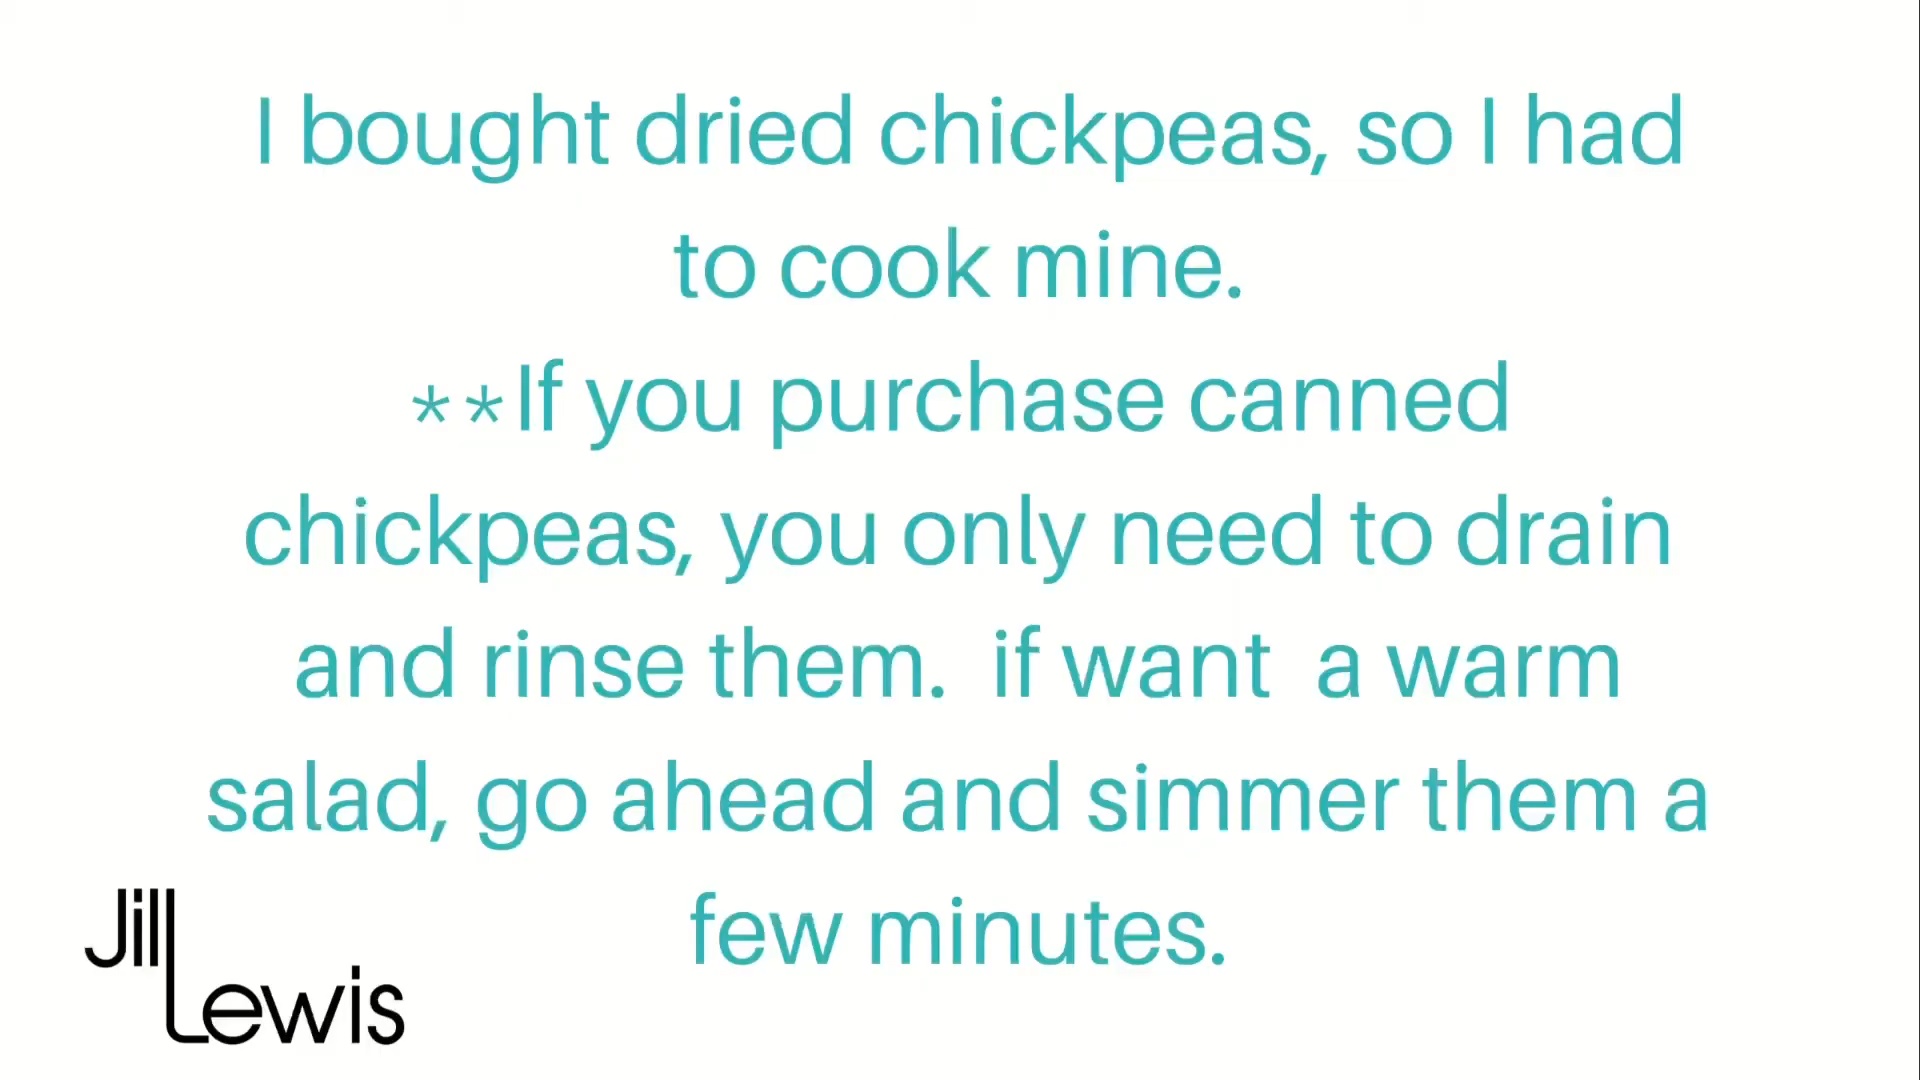 I bought dried chickpeas, so I had
to cook mine.
**If you purchase canned
chickpeas, you only need to drain
and rinse them.  if want  a warm
salad, go ahead and simmer them a
few minutes.
Jill
Lewis